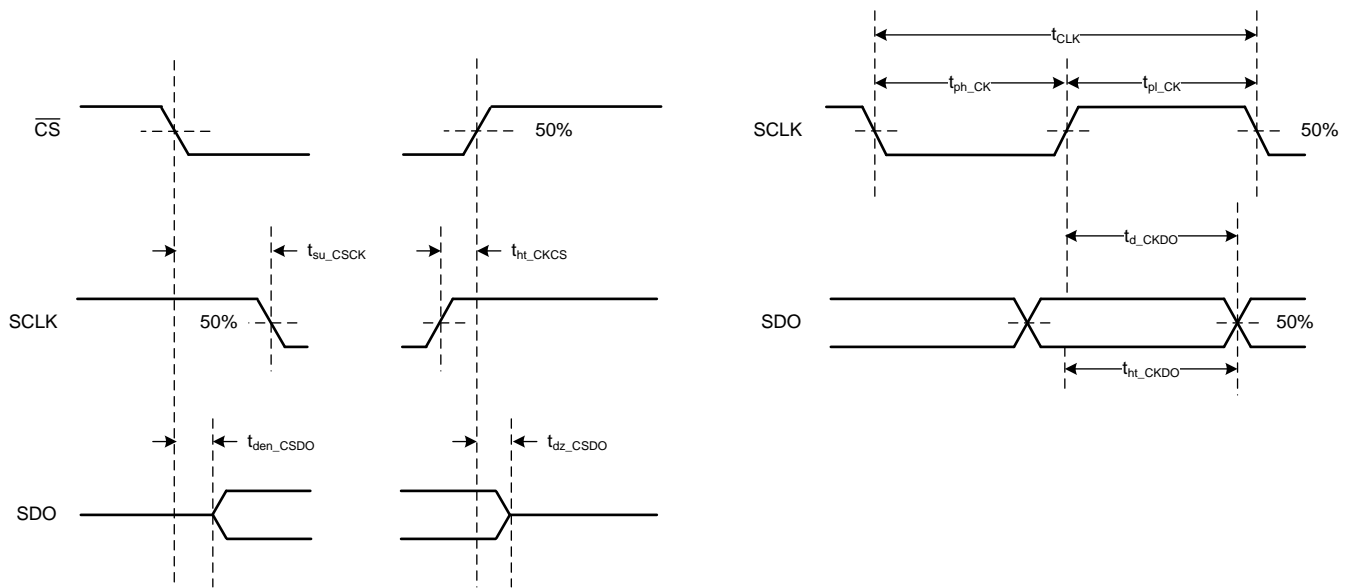 t_CLK
t_ph_CK
t_pl_CK
CS
50%
SCLK
50%
t_su_CSCK
t_ht_CKCS
t_d_CKDO
SCLK
50%
SDO
50%
t_ht_CKDO
t_den_CSDO
t_dz_CSDO
SDO